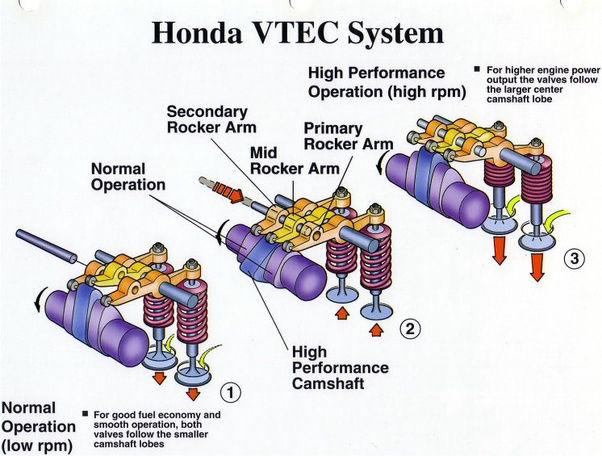 Honda VTEC System
High Performance
Operation (high rpm)
■ For higher engine power
output the valves follow
the larger center
camshaft lobe
Secondary
Rocker Arm
Primary
Rocker Arm
Mid
Rocker Arm
Normal
Operation
3
2
High
Performance
Camshaft
1
Normal
Operation
(low rpm)
■ For good fuel economy and
smooth operation, both
valves follow the smaller
camshaft lobes